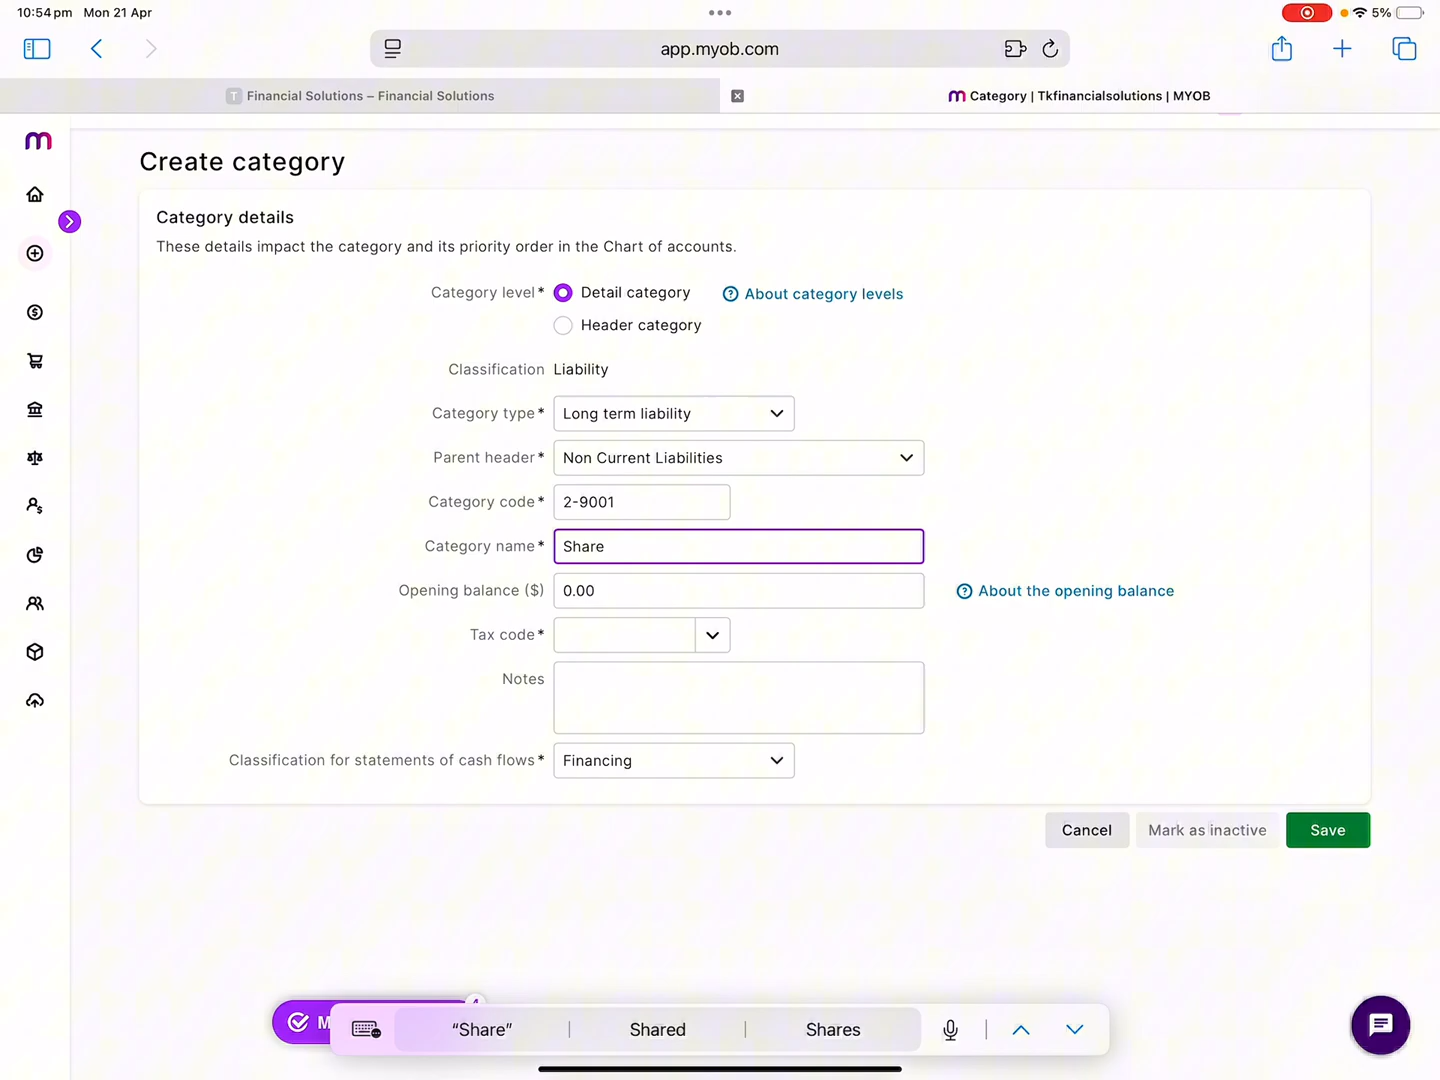 10:54 pm Mon 21 Apr
5%
app.myob.com
T Financial Solutions – Financial Solutions
Category | Tkfinancialsolutions | MYOB
Create category
Category details
These details impact the category and its priority order in the Chart of accounts.
Category level* Detail category About category levels
Header category
Classification Liability
Category type* Long term liability
Parent header* Non Current Liabilities
Category code* 2-9001
Category name* Share
Opening balance ($) 0.00 About the opening balance
Tax code*
Notes
Classification for statements of cash flows* Financing
Cancel Mark as inactive Save
“Share” Shared Shares